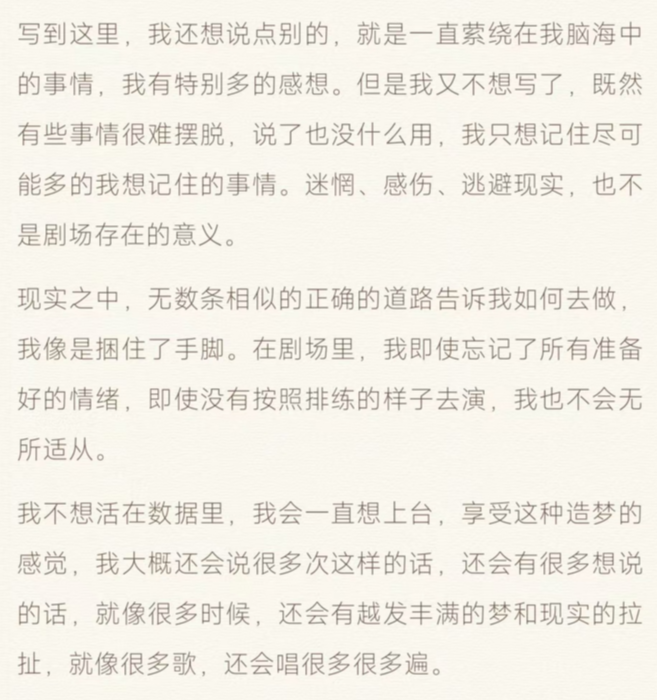 写到这里，我还想说点别的，就是一直萦绕在我脑海中
的事情，我有特别多的感想。但是我又不想写了，既然
有些事情很难摆脱，说了也没什么用，我只想记住尽可
能多的我想记住的事情。迷惘、感伤、逃避现实，也不
是剧场存在的意义。
现实之中，无数条相似的正确的道路告诉我如何去做，
我像是捆住了手脚。在剧场里，我即使忘记了所有准备
好的情绪，即使没有按照排练的样子去演，我也不会无
所适从。
我不想活在数据里，我会一直想上台，享受这种造梦的
感觉，我大概还会说很多次这样的话，还会有很多想说
的话，就像很多时候，还会有越发丰满的梦和现实的拉
扯，就像很多歌，还会唱很多很多遍。